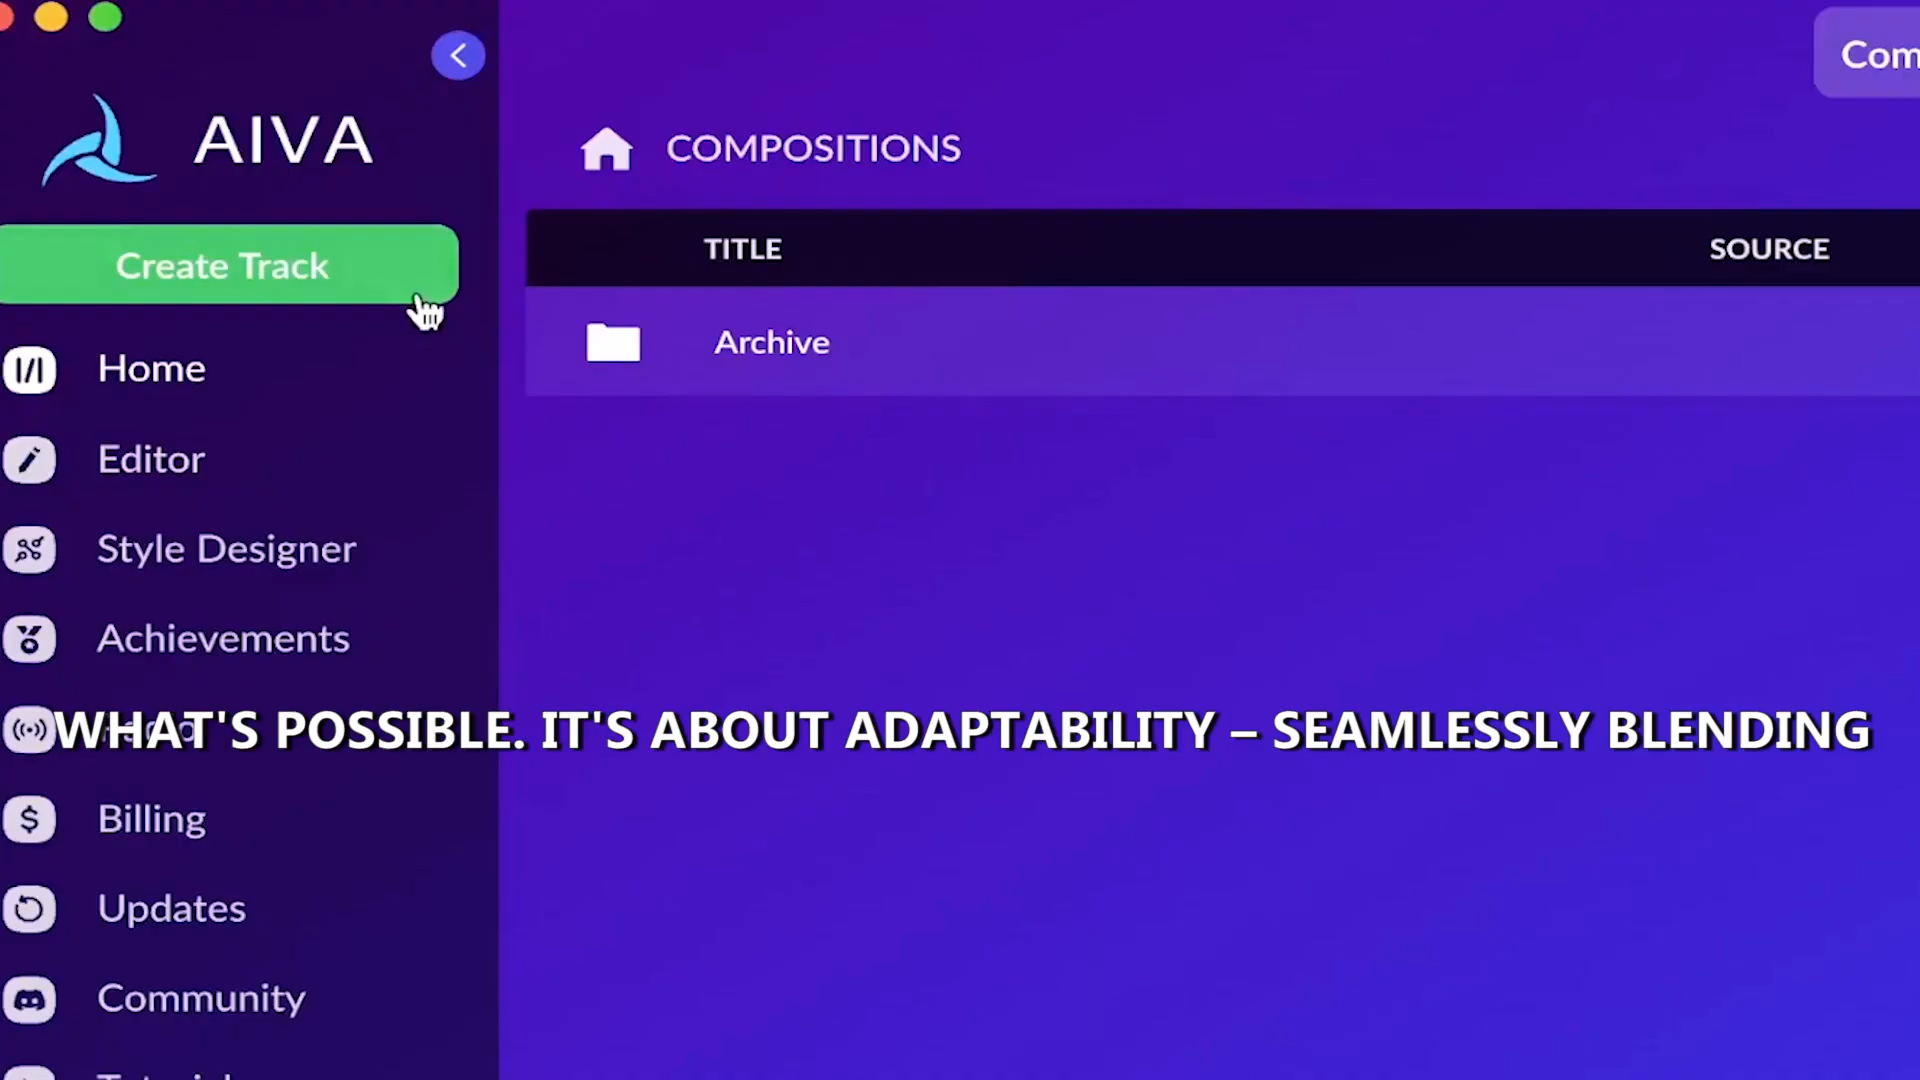 Com
AIVA
COMPOSITIONS
Create Track
TITLE
SOURCE
Home
Archive
Editor
Style Designer
Achievements
WHAT'S POSSIBLE. IT'S ABOUT ADAPTABILITY – SEAMLESSLY BLENDING
Billing
Updates
Community